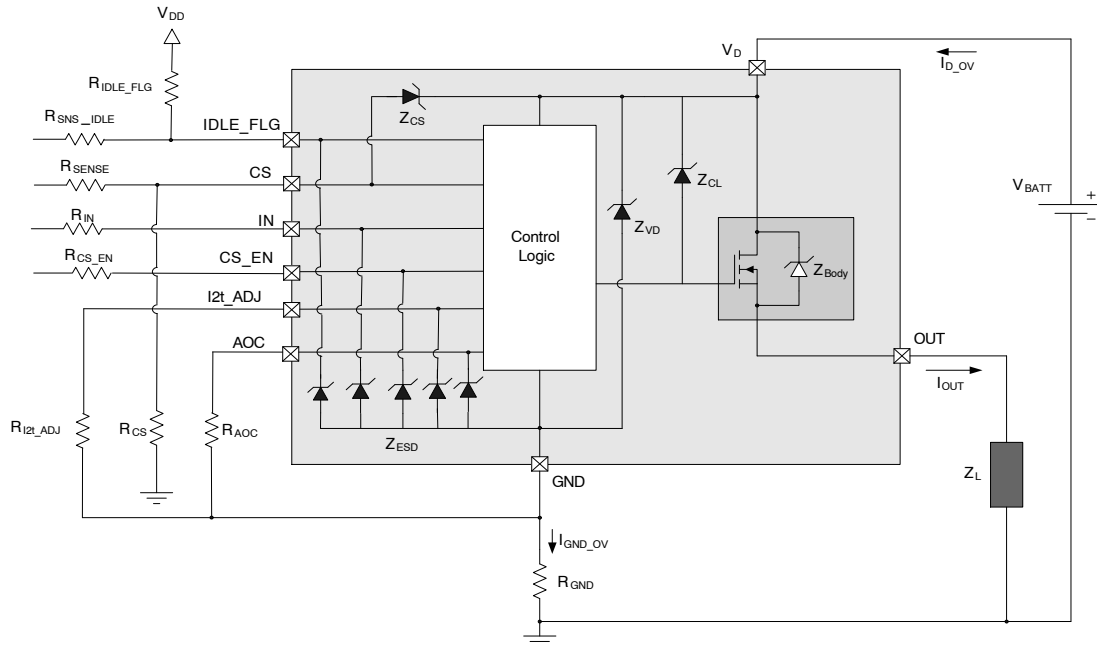 VDD
RIDLE_FLG
RSNS_IDLE
IDLE_FLG
RSENSE
CS
RIN
IN
RCS_EN
CS_EN
I2t_ADJ
AOC
RI2t_ADJ
RCS
RAOC
ZCS
Control
Logic
ZESD
ZVD
ZCL
ZBody
VD
ID_OV
VBATT
+
-
OUT
IOUT
ZL
GND
IGND_OV
RGND